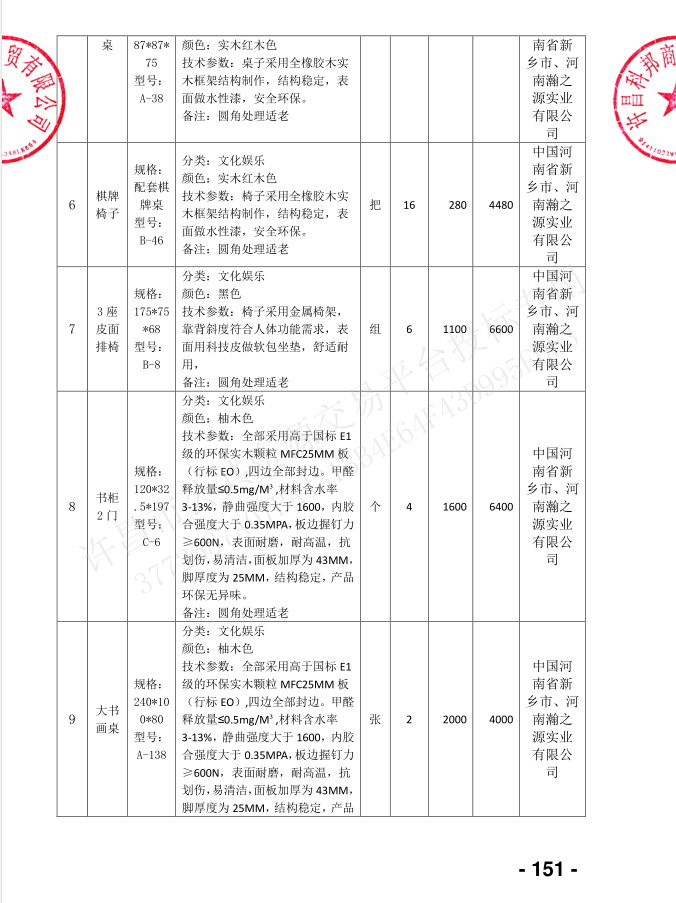 桌
87*87*
75
型号：
A-38
颜色：实木红木色
技术参数：桌子采用全橡胶木实
木框架结构制作，结构稳定，表
面做水性漆，安全环保。
备注：圆角处理适老
南省新
乡市、河
南瀚之
源实业
有限公
司
6
棋牌
椅子
规格：
配套棋
牌桌
型号：
B-46
分类：文化娱乐
颜色：实木红木色
技术参数：椅子采用全橡胶木实
木框架结构制作，结构稳定，表
面做水性漆，安全环保。
备注：圆角处理适老
把
16
280
4480
中国河
南省新
乡市、河
南瀚之
源实业
有限公
司
7
3座
皮面
排椅
规格：
175*75
*68
型号：
B-8
分类：文化娱乐
颜色：黑色
技术参数：椅子采用金属椅架，
靠背斜度符合人体功能需求，表
面用科技皮做软包坐垫，舒适耐
用，
备注：圆角处理适老
组
6
1100
6600
中国河
南省新
乡市、河
南瀚之
源实业
有限公
司
8
书柜
2门
规格：
120*32
.5*197
型号：
C-6
分类：文化娱乐
颜色：柚木色
技术参数：全部采用高于国标 E1
级的环保实木颗粒 MFC25MM 板
（行标 EO）,四边全部封边。甲醛
释放量≤0.5mg/M³,材料含水率
3-13%，静曲强度大于 1600，内胶
合强度大于 0.35MPA，板边握钉力
≥600N，表面耐磨，耐高温，抗
划伤，易清洁，面板加厚为 43MM，
脚厚度为 25MM，结构稳定，产品
环保无异味。
备注：圆角处理适老
个
4
1600
6400
中国河
南省新
乡市、河
南瀚之
源实业
有限公
司
9
大书
画桌
规格：
240*10
0*80
型号：
A-138
分类：文化娱乐
颜色：柚木色
技术参数：全部采用高于国标 E1
级的环保实木颗粒 MFC25MM 板
（行标 EO）,四边全部封边。甲醛
释放量≤0.5mg/M³,材料含水率
3-13%，静曲强度大于 1600，内胶
合强度大于 0.35MPA，板边握钉力
≥600N，表面耐磨，耐高温，抗
划伤，易清洁，面板加厚为 43MM，
脚厚度为 25MM，结构稳定，产品
张
2
2000
4000
中国河
南省新
乡市、河
南瀚之
源实业
有限公
司
贸有限公司
许昌科邦商
- 151 -